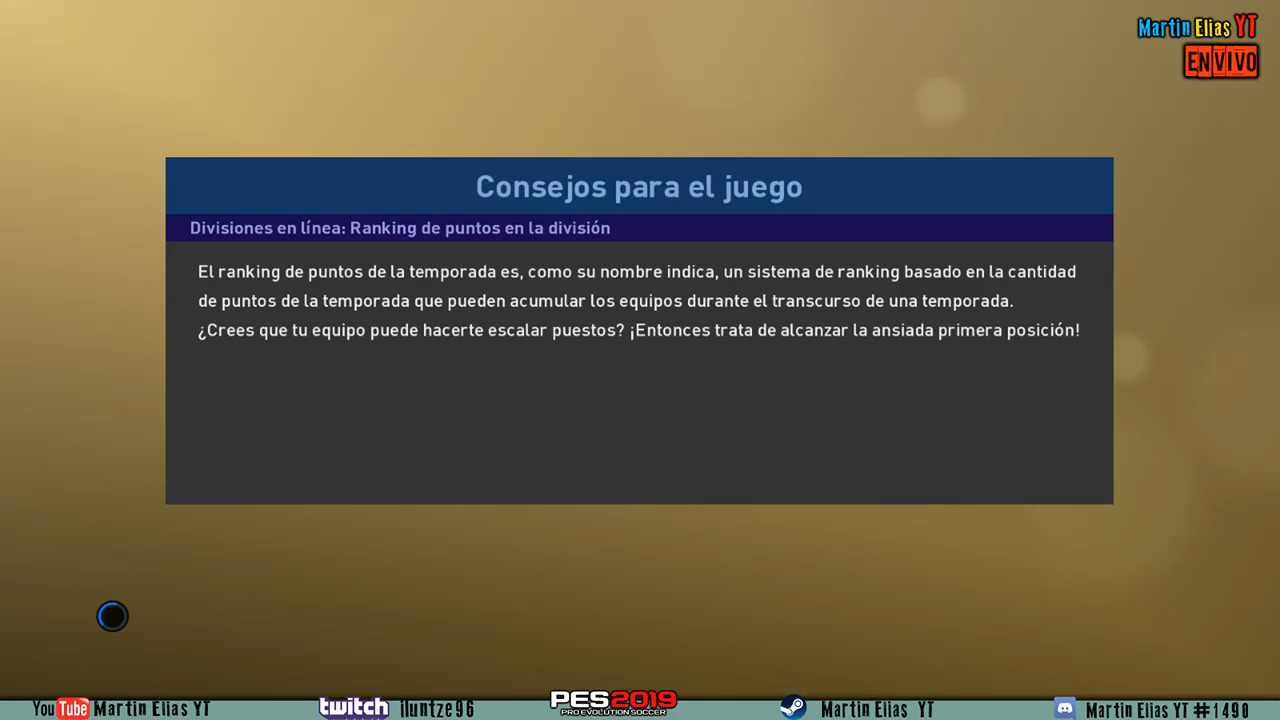 Martin Elias YT
EN VIVO
Consejos para el juego
Divisiones en línea: Ranking de puntos en la división
El ranking de puntos de la temporada es, como su nombre indica, un sistema de ranking basado en la cantidad
de puntos de la temporada que pueden acumular los equipos durante el transcurso de una temporada.
¿Crees que tu equipo puede hacerte escalar puestos? ¡Entonces trata de alcanzar la ansiada primera posición!
YouTube Martin Elias YT
twitch iluntze96
PES2019
PRO EVOLUTION SOCCER
Martin Elias YT
Martin Elias YT #1490